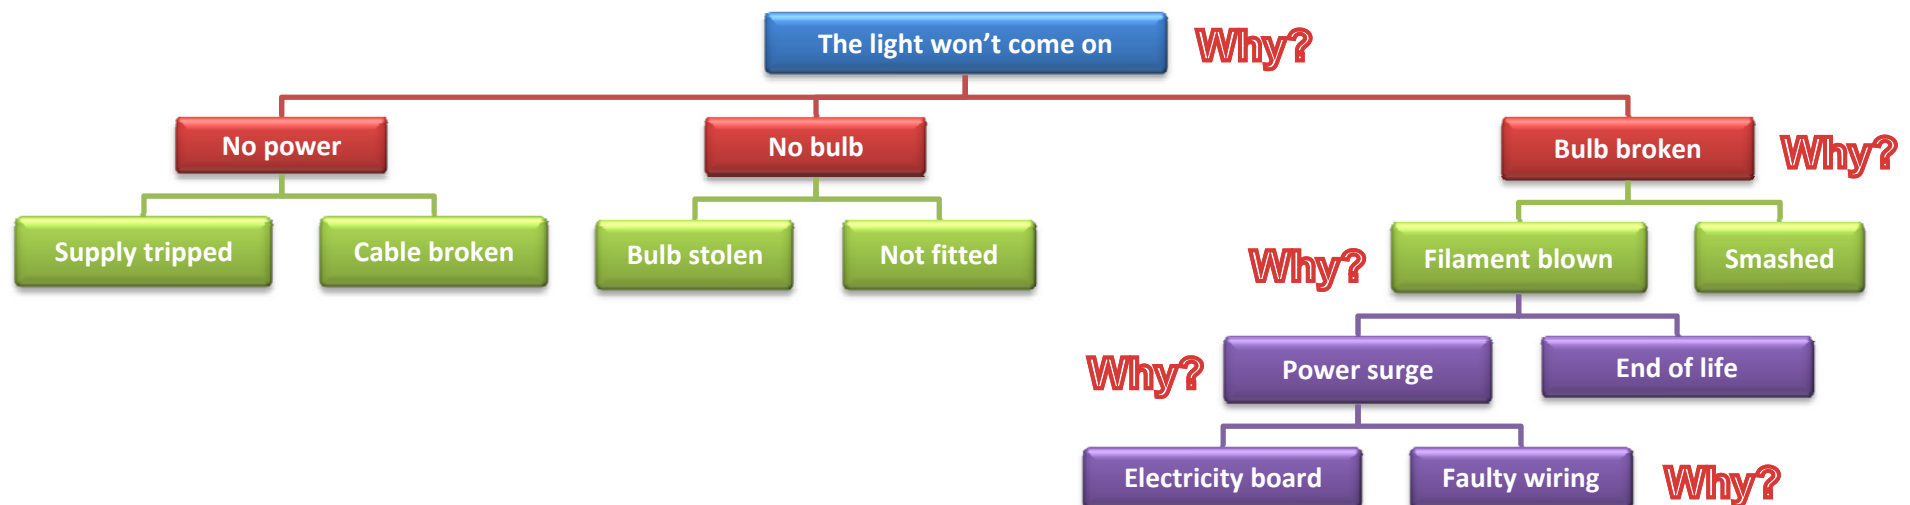 The light won’t come on
Why?
No power
No bulb
Bulb broken
Why?
Supply tripped
Cable broken
Bulb stolen
Not fitted
Why?
Filament blown
Smashed
Why?
Power surge
End of life
Electricity board
Faulty wiring
Why?